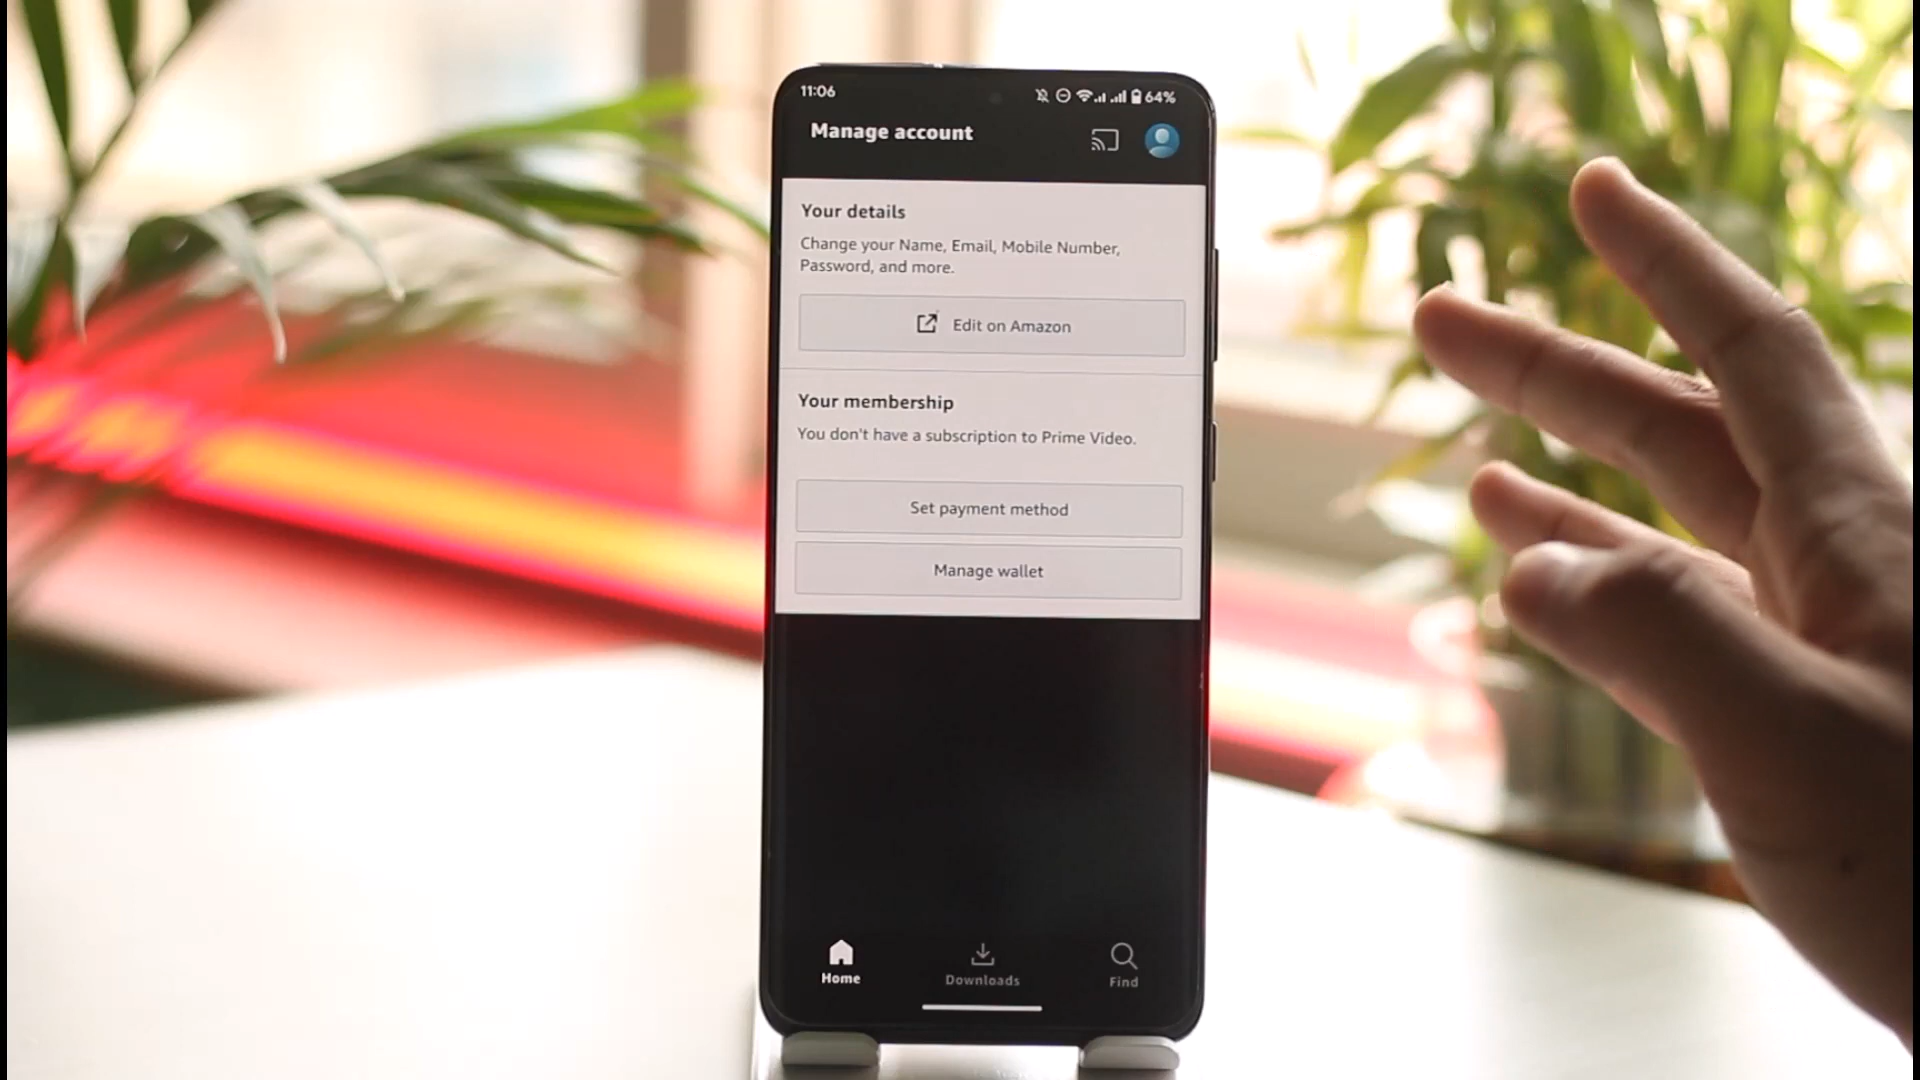 11:06
64%
Manage account
Your details
Change your Name, Email, Mobile Number,
Password, and more.
Edit on Amazon
Your membership
You don't have a subscription to Prime Video.
Set payment method
Manage wallet
Home
Downloads
Find